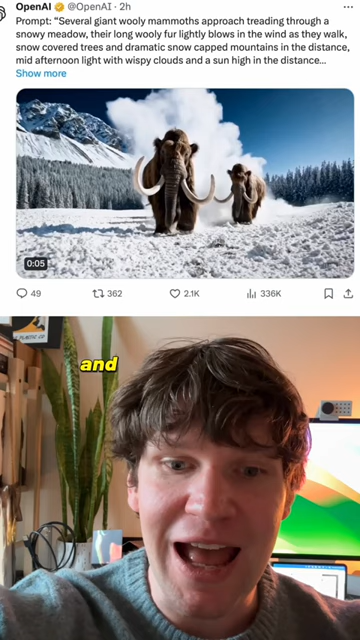 OpenAI @OpenAI · 2h
Prompt: “Several giant wooly mammoths approach treading through a
snowy meadow, their long wooly fur lightly blows in the wind as they walk,
snow covered trees and dramatic snow capped mountains in the distance,
mid afternoon light with wispy clouds and a sun high in the distance...
Show more
0:05
49 362 2.1K 336K
and
PLASTIC CO